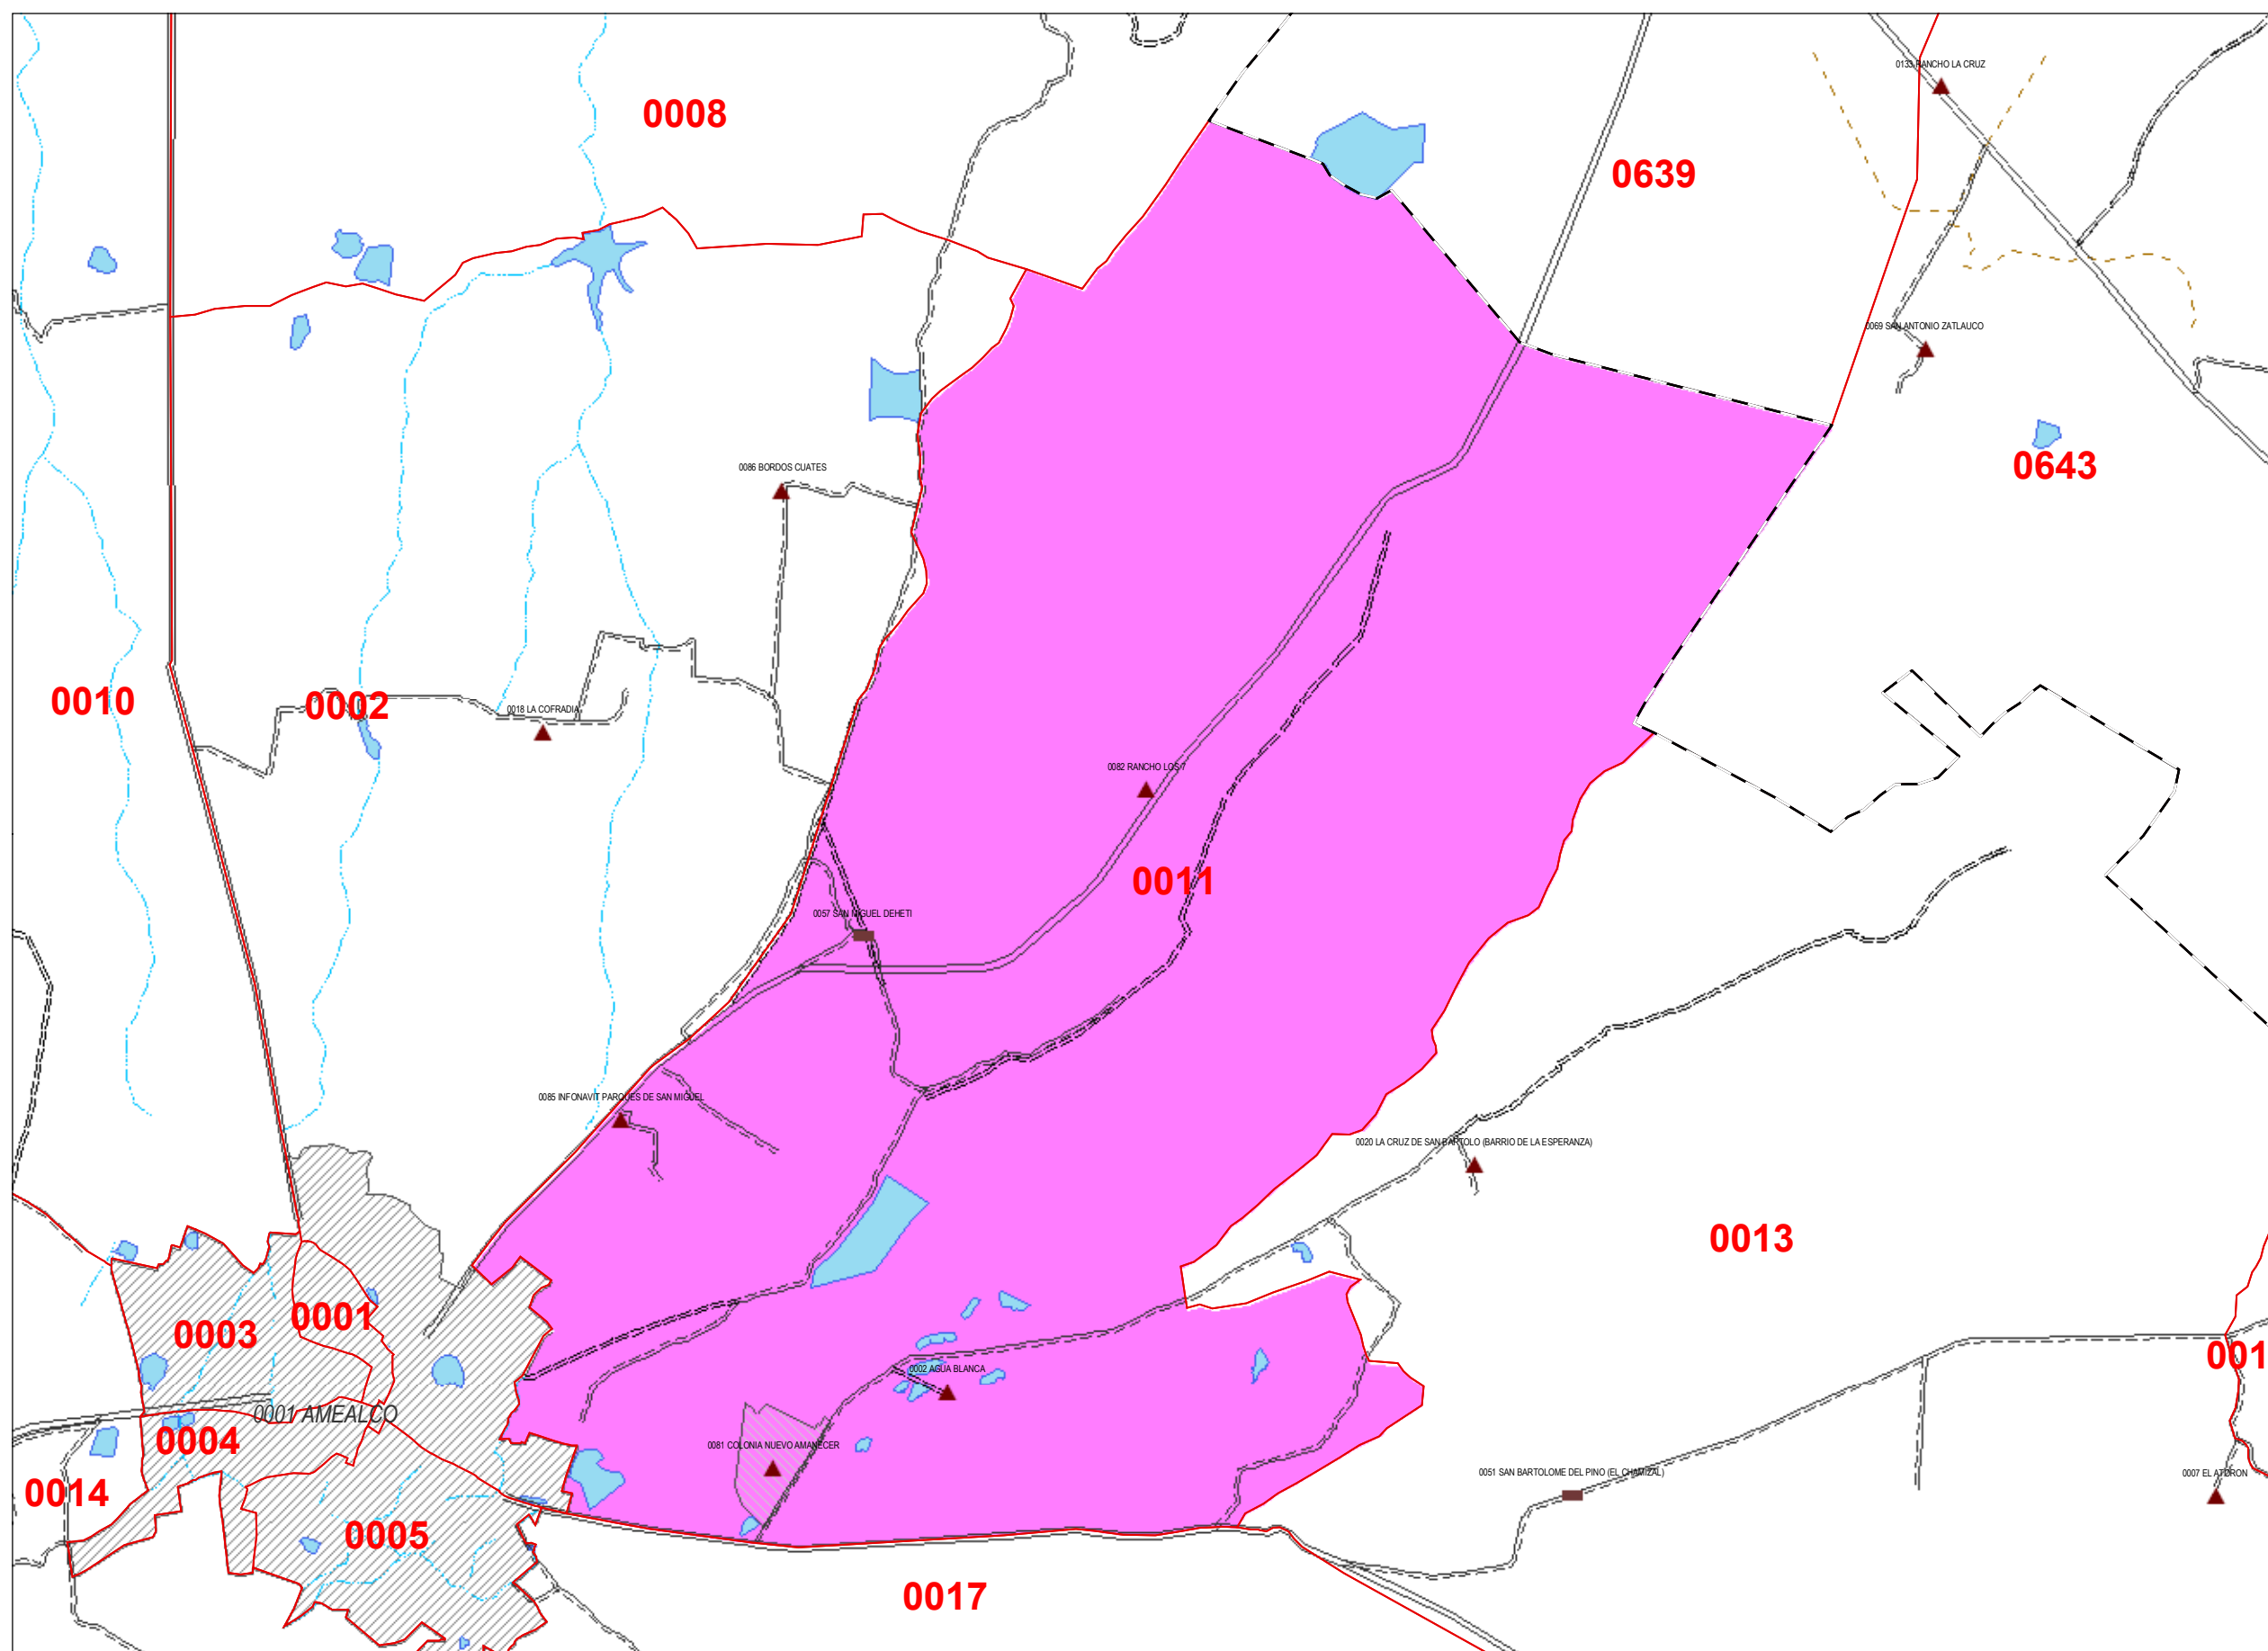 0133 RANCHO LA CRUZ
0008
0639
0069 SAN ANTONIO ZATLAUCO
0643
0086 BORDOS CUATES
0010
0002
0018 LA COFRADIA
0082 RANCHO LOS 7
0011
0057 SAN MIGUEL DEHETI
0085 INFONAVIT PARQUES DE SAN MIGUEL
0020 LA CRUZ DE SAN BARTOLO (BARRIO DE LA ESPERANZA)
0013
0003
0001
001
0002 AGUA BLANCA
0001 AMEALCO
0004
0081 COLONIA NUEVO AMANECER
0014
0051 SAN BARTOLOME DEL PINO (EL CHAMIZAL)
0007 EL ATORON
0005
0017